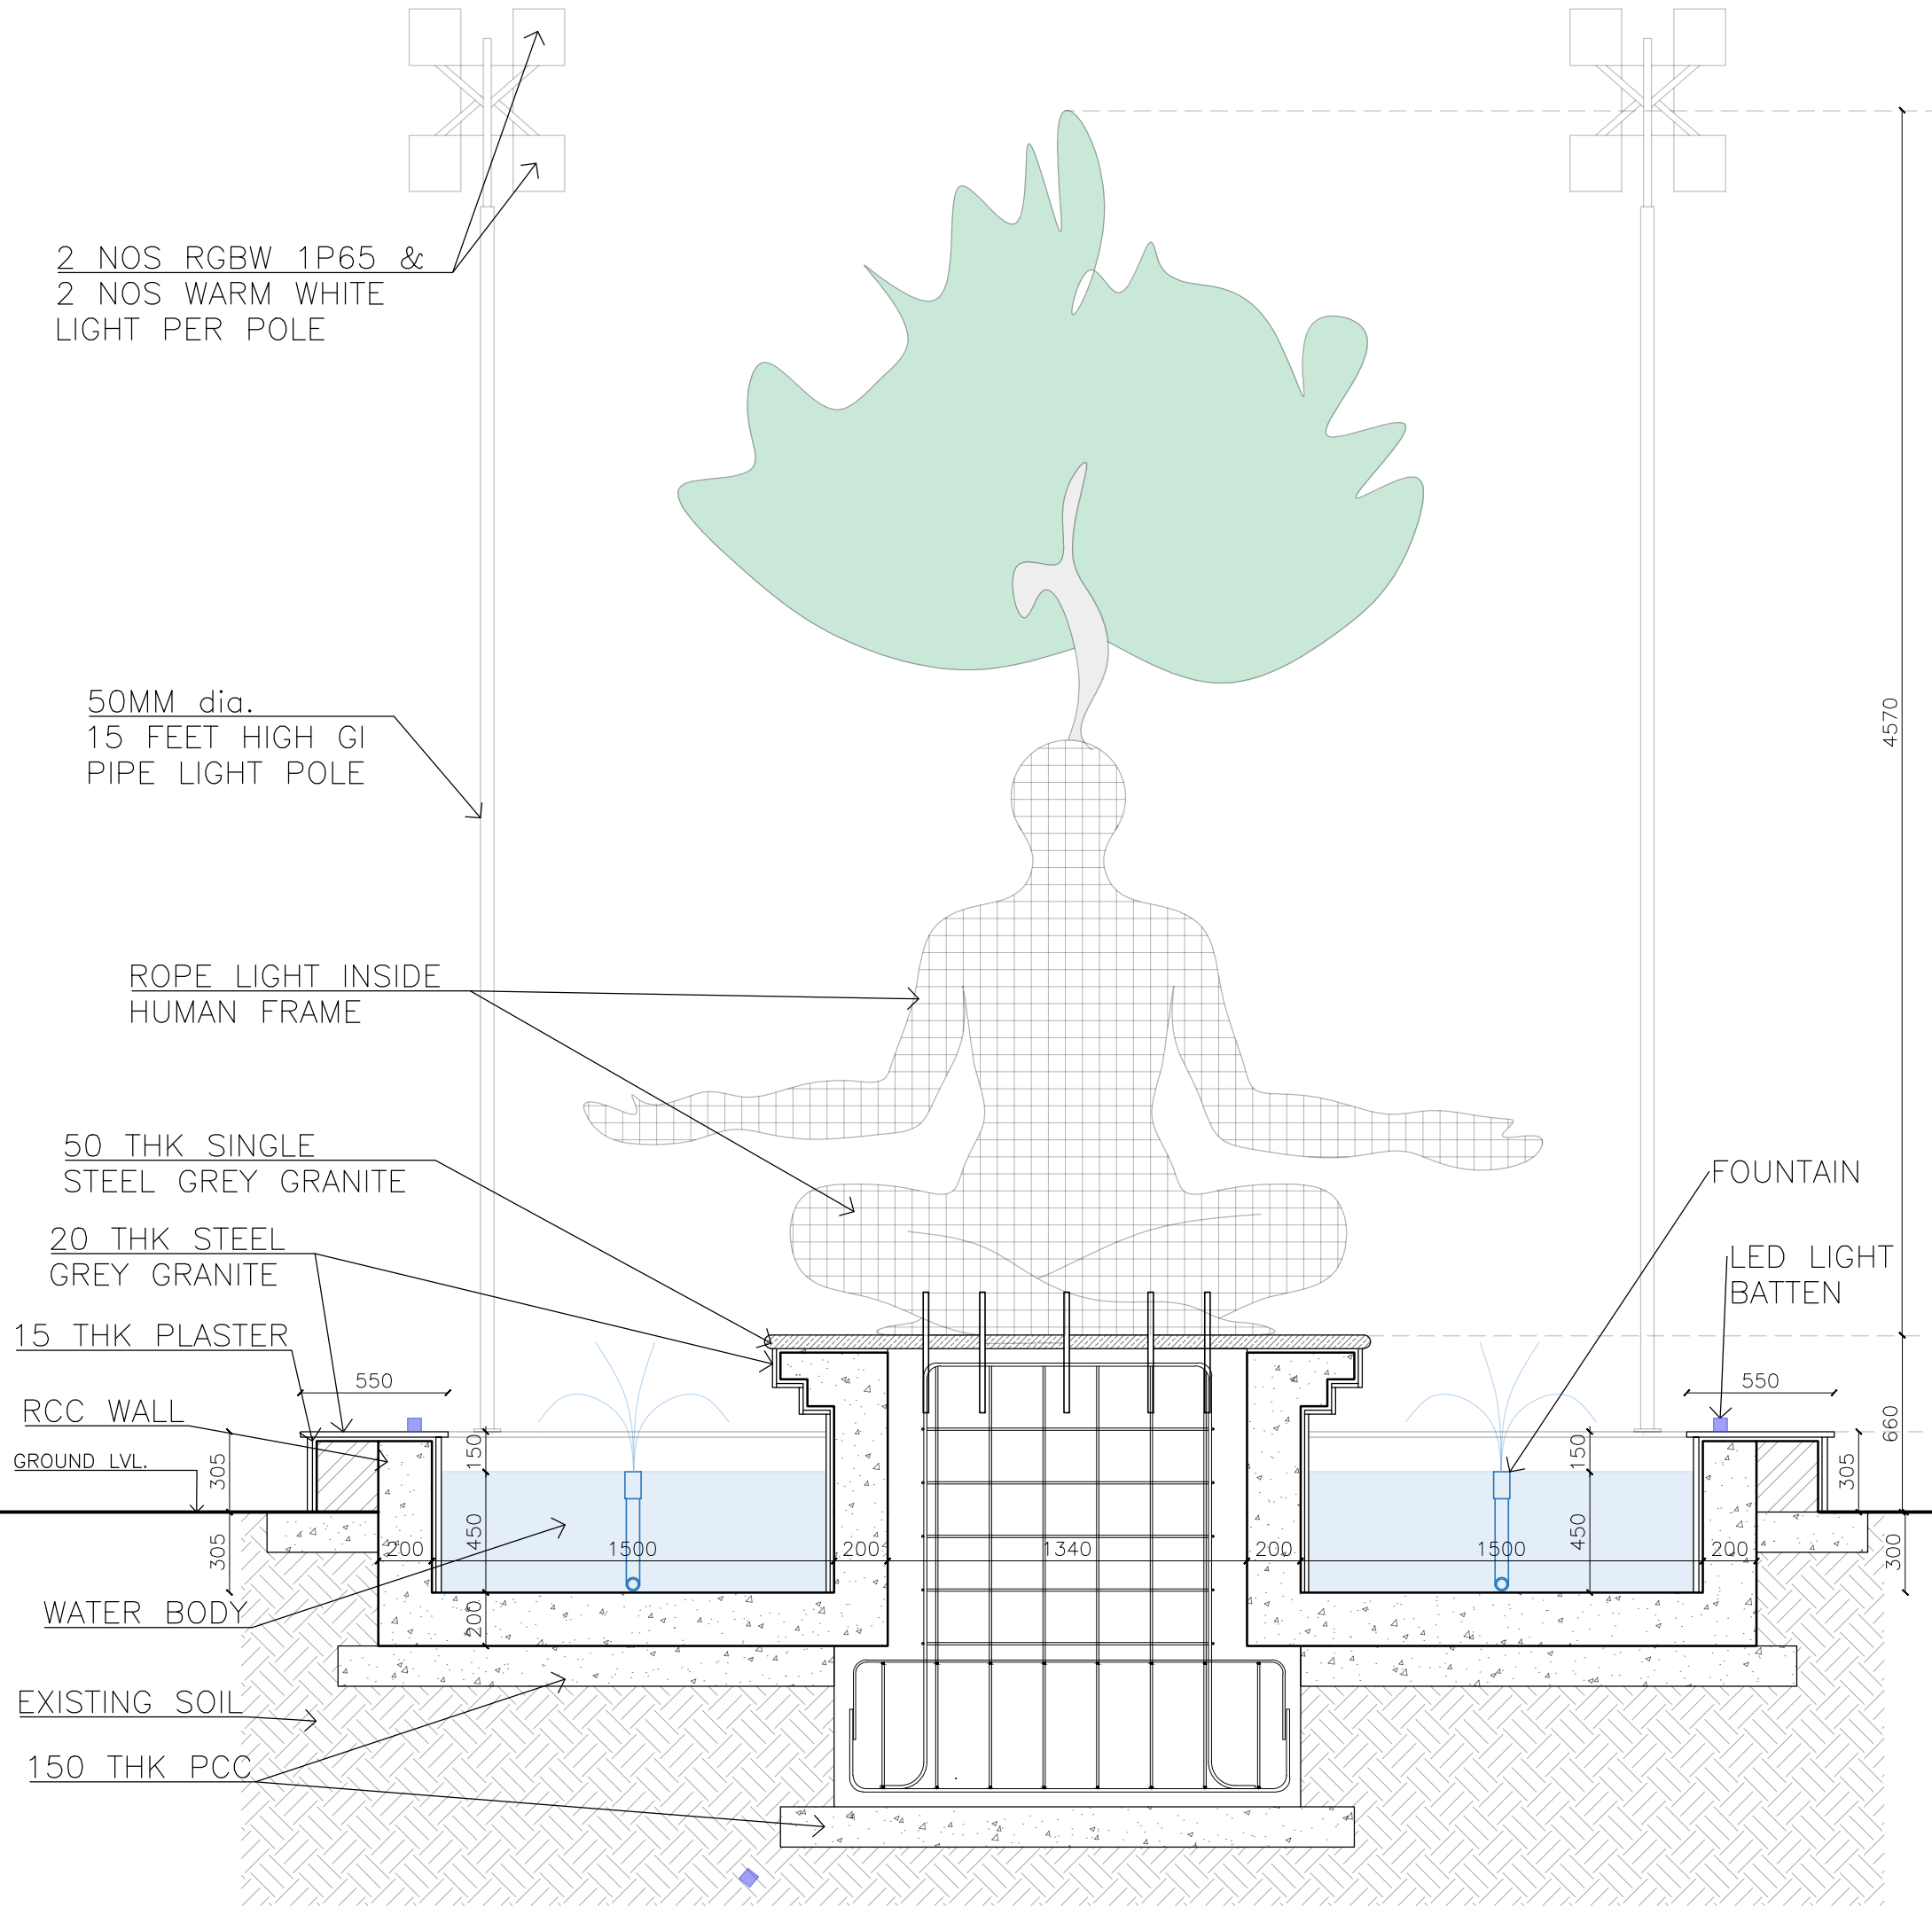 2 NOS RGBW 1P65 &
2 NOS WARM WHITE
LIGHT PER POLE
50MM dia.
15 FEET HIGH GI
PIPE LIGHT POLE
4570
ROPE LIGHT INSIDE
HUMAN FRAME
50 THK SINGLE
STEEL GREY GRANITE
FOUNTAIN
20 THK STEEL
GREY GRANITE
LED LIGHT
BATTEN
15 THK PLASTER
550
550
RCC WALL
GROUND LVL.
305
150
150
305
660
305
450
450
300
200
1500
200
1340
200
1500
200
WATER BODY
200
EXISTING SOIL
150 THK PCC